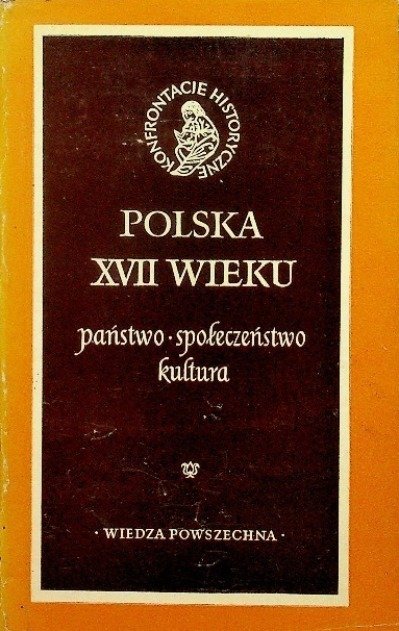 KONFRONTACJE HISTORYCZNE
POLSKA
XVII WIEKU
państwo · społeczeństwo
kultura
· WIEDZA POWSZECHNA ·